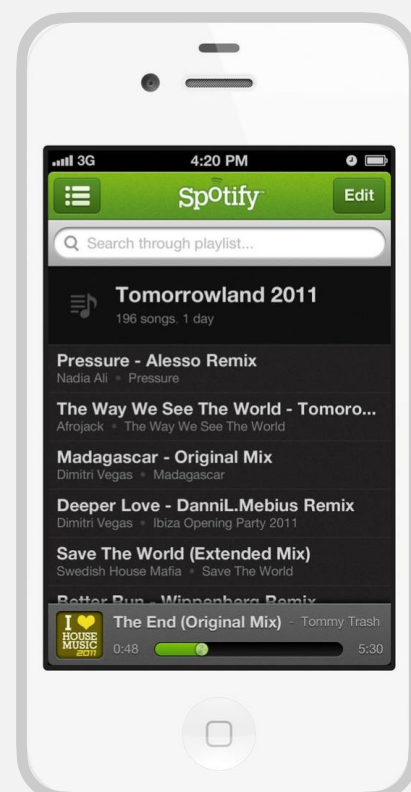 3G 4:20 PM
Spotify
Edit
Search through playlist...
Tomorrowland 2011
196 songs, 1 day
Pressure - Alesso Remix
Nadia Ali • Pressure
The Way We See The World - Tomoro...
Afrojack • The Way We See The World
Madagascar - Original Mix
Dimitri Vegas • Madagascar
Deeper Love - DanniL.Mebius Remix
Dimitri Vegas • Ibiza Opening Party 2011
Save The World (Extended Mix)
Swedish House Mafia • Save The World
Better Run - Wippenberg Remix
I
HOUSE
MUSIC
2011
The End (Original Mix) - Tommy Trash
0:48 5:30